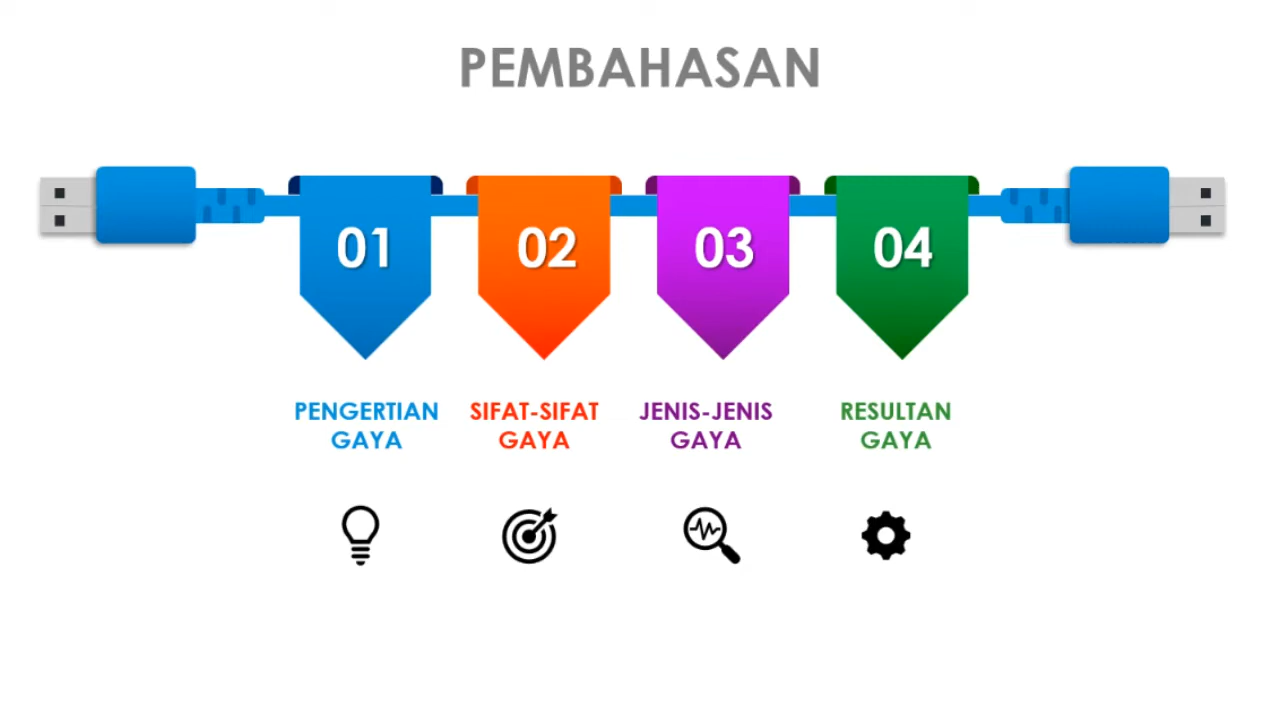 PEMBAHASAN
01
02
03
04
PENGERTIAN
GAYA
SIFAT-SIFAT
GAYA
JENIS-JENIS
GAYA
RESULTAN
GAYA